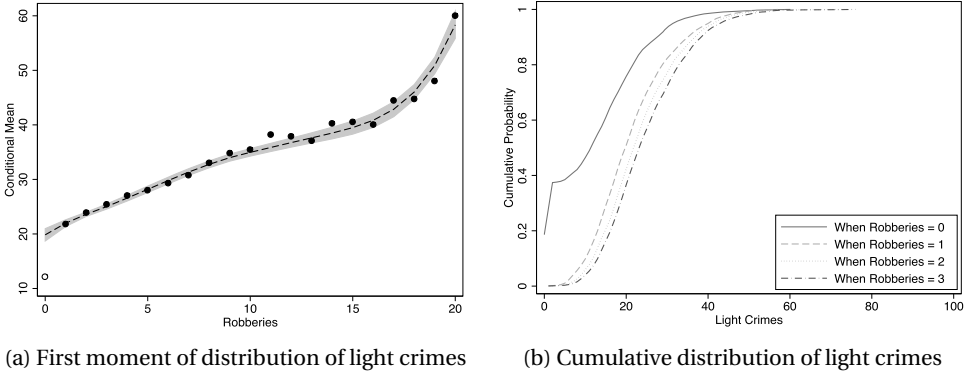 60
50
40
30
20
10
Conditional Mean
0
5
10
15
20
Robberies
(a) First moment of distribution of light crimes
1
0.8
0.6
0.4
0.2
0
Cumulative Probability
When Robberies = 0
When Robberies = 1
When Robberies = 2
When Robberies = 3
0
20
40
60
80
100
Light Crimes
(b) Cumulative distribution of light crimes